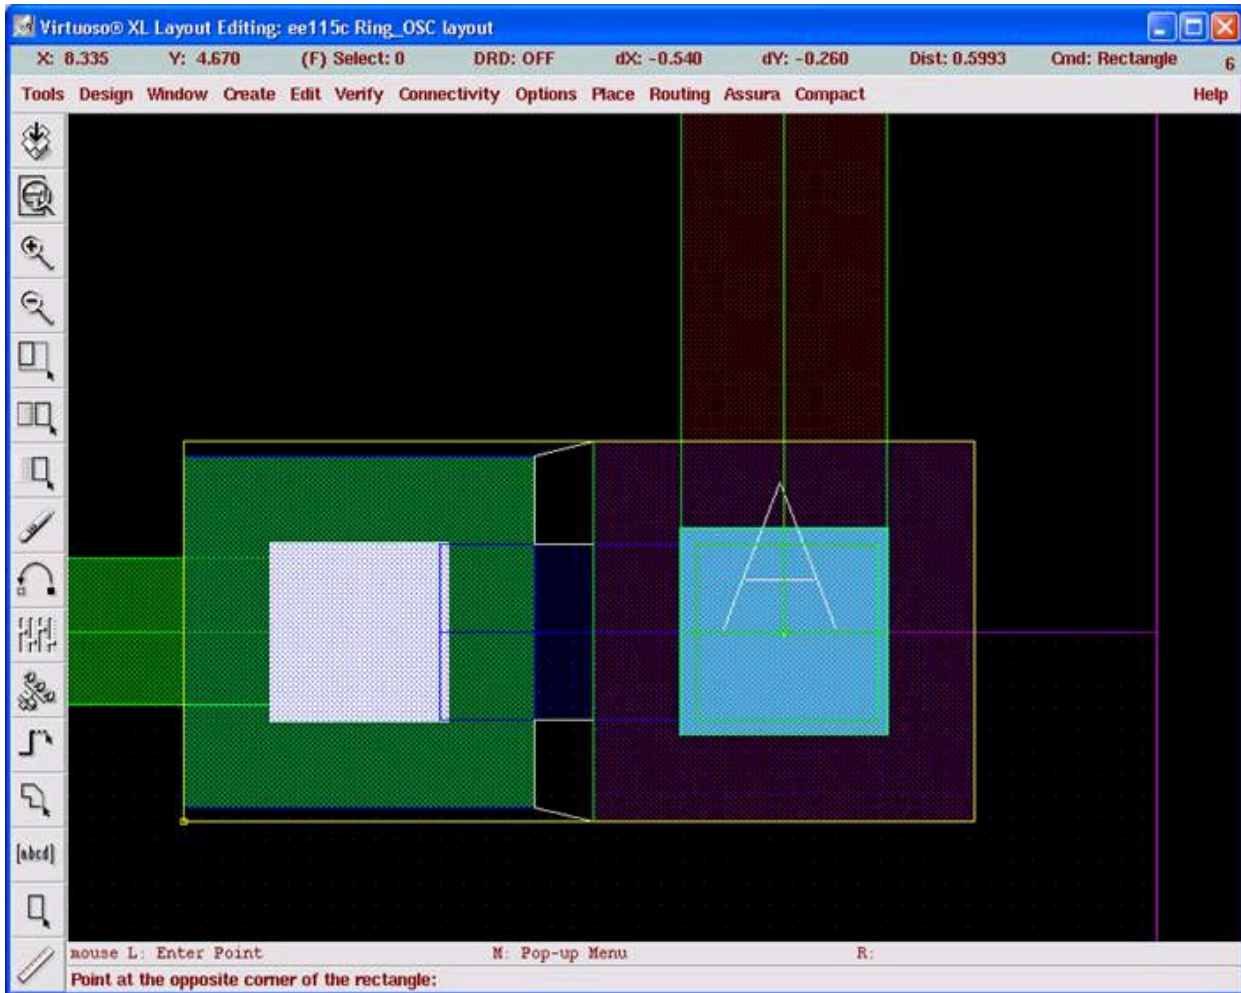 Virtuoso® XL Layout Editing: ee115c Ring_OSC layout
X: 8.335 Y: 4.670 (F) Select: 0 DRD: OFF dX: -0.540 dY: -0.260 Dist: 0.5993 Cmd: Rectangle 6
Tools Design Window Create Edit Verify Connectivity Options Place Routing Assura Compact Help
A
[abcd]
mouse L: Enter Point M: Pop-up Menu R:
Point at the opposite corner of the rectangle: